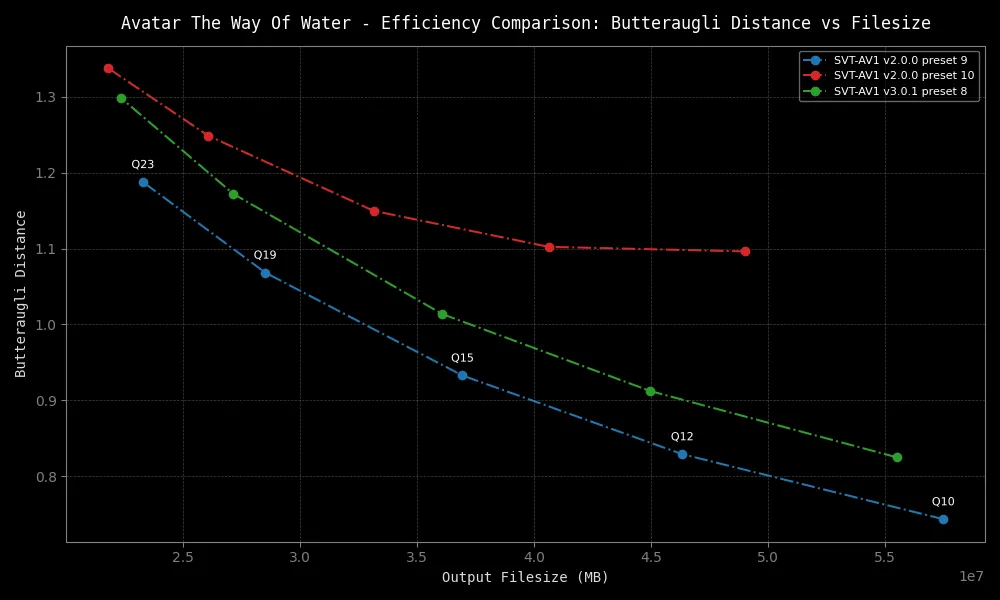 Avatar The Way Of Water - Efficiency Comparison: Butteraugli Distance vs Filesize
SVT-AV1 v2.0.0 preset 9
SVT-AV1 v2.0.0 preset 10
SVT-AV1 v3.0.1 preset 8
Butteraugli Distance
1.3
1.2
1.1
1.0
0.9
0.8
Q23
Q19
Q15
Q12
Q10
2.5
3.0
3.5
4.0
4.5
5.0
5.5
1e7
Output Filesize (MB)